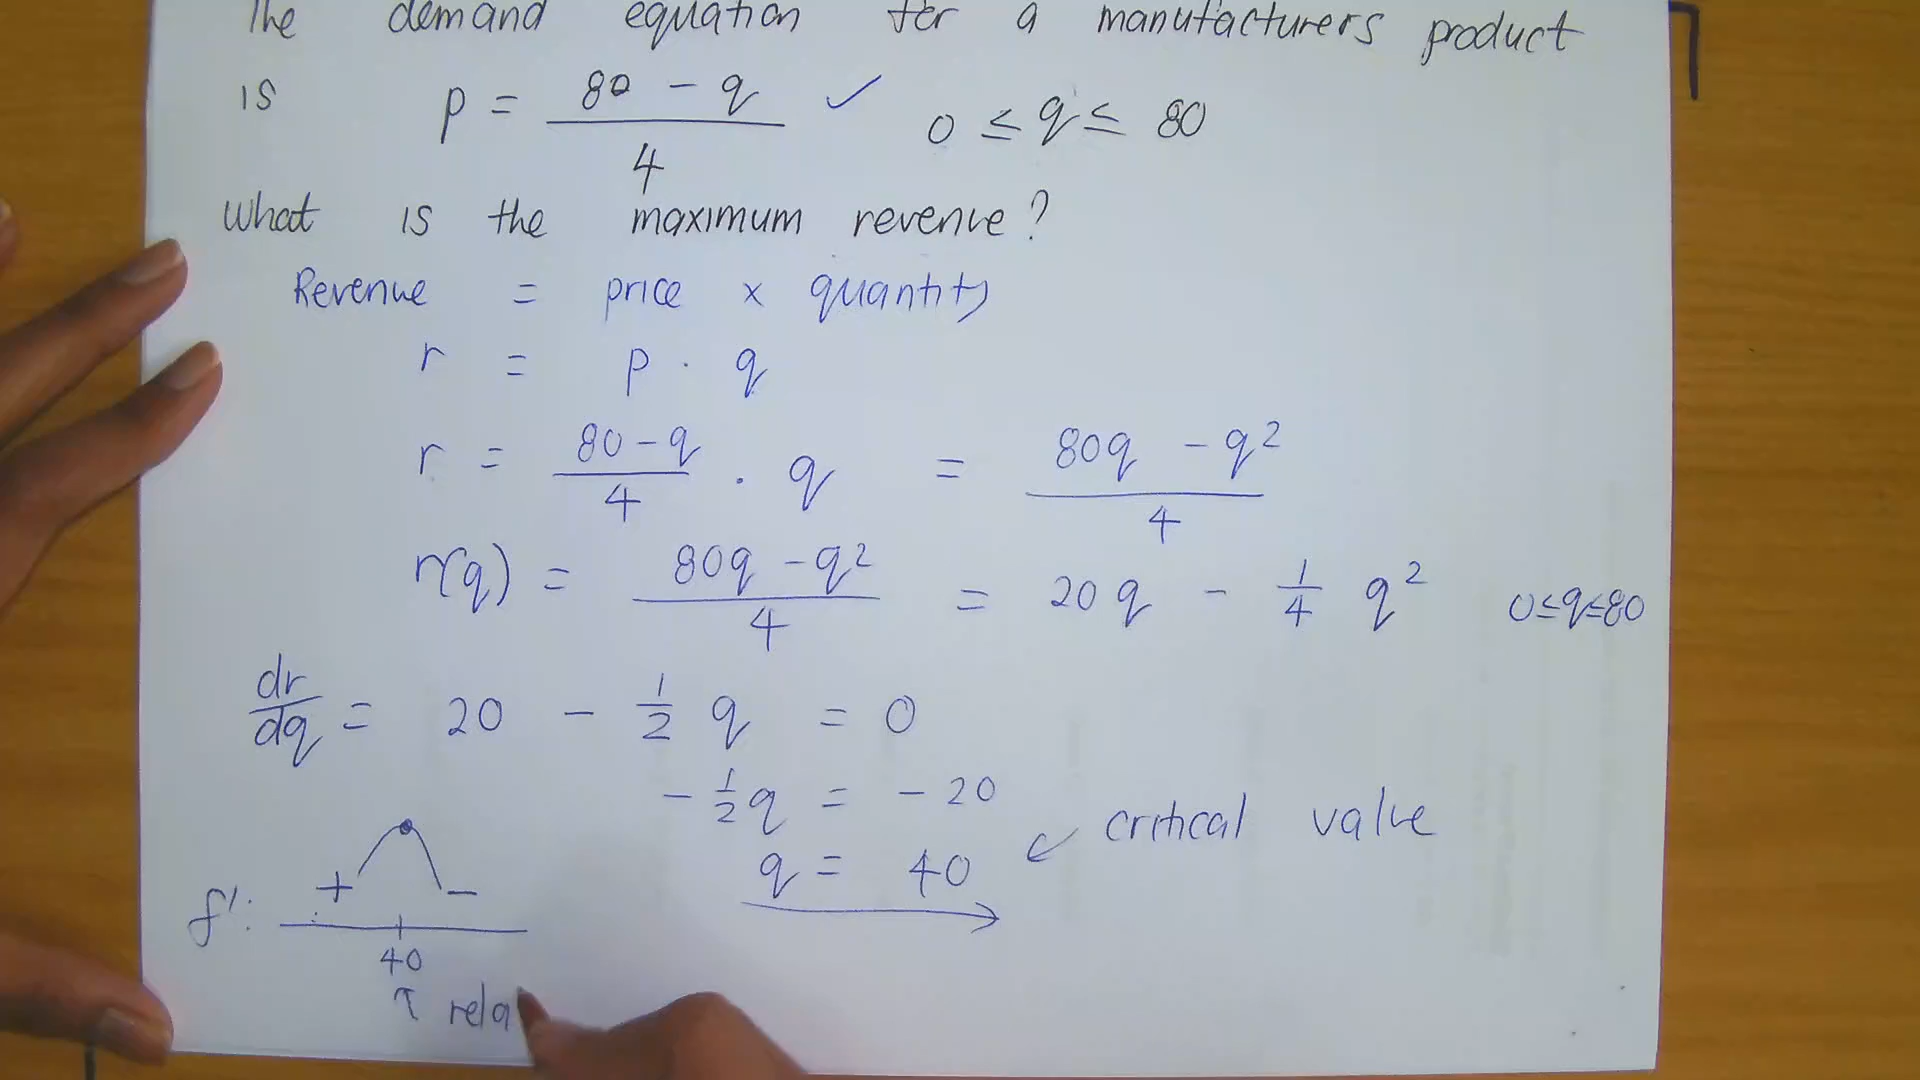 The demand equation for a manufacturers product
is p = 80 - q / 4 ✓ 0 ≤ q ≤ 80
What is the maximum revenue?
Revenue = price × quantity
r = p · q
r = 80 - q / 4 · q = 80q - q² / 4
r(q) = 80q - q² / 4 = 20q - 1/4 q² 0≤q≤80
dr/dq = 20 - 1/2 q = 0
- 1/2 q = - 20
q = 40 ↙ critical value
f': + -
40
↑ rela